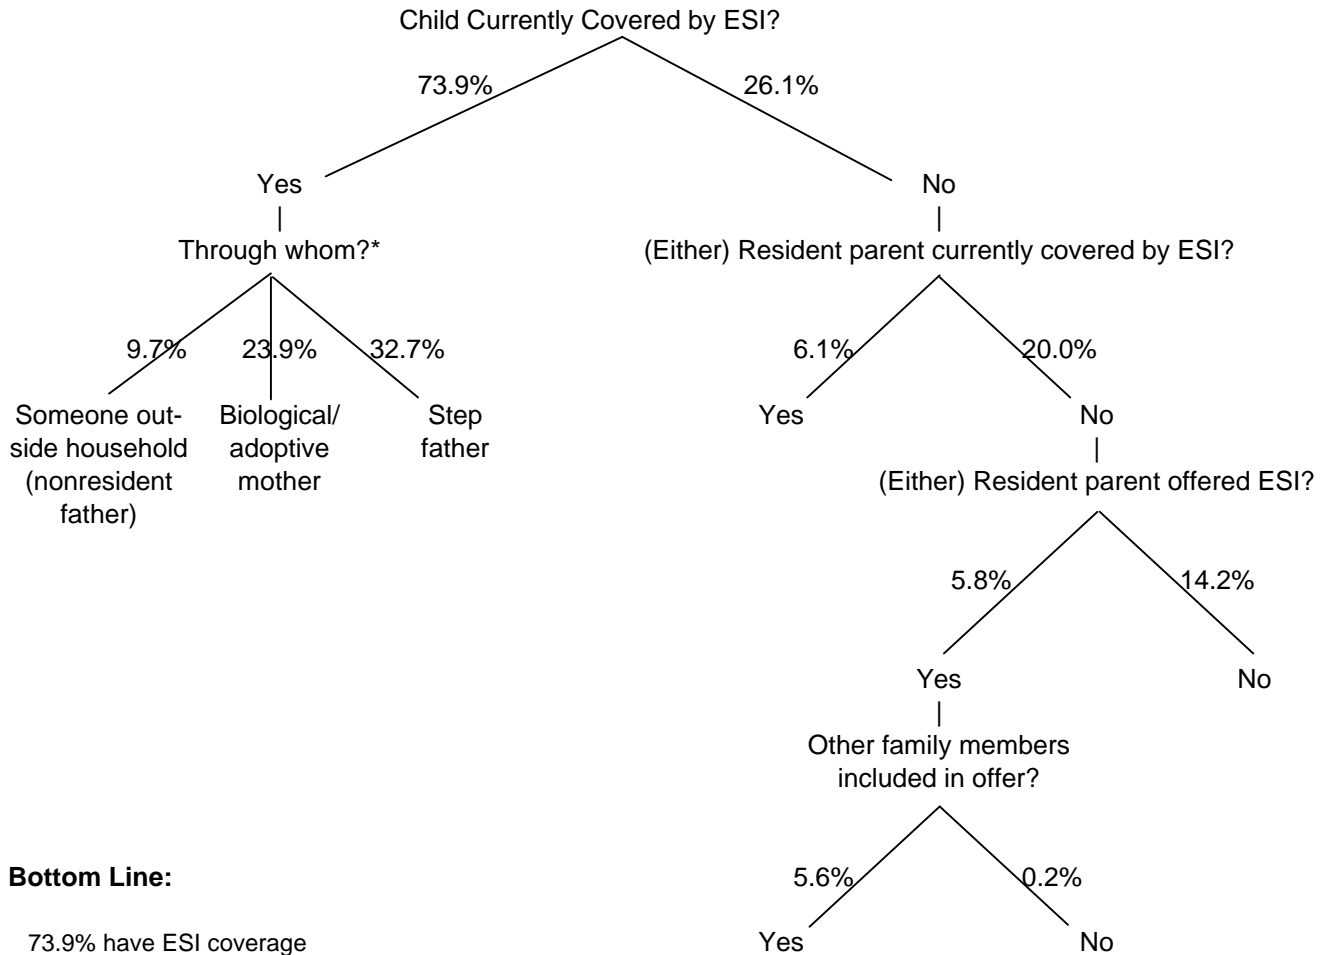 Child Currently Covered by ESI?
73.9%
26.1%
Yes
No
Through whom?*
(Either) Resident parent currently covered by ESI?
9.7%
23.9%
32.7%
6.1%
20.0%
Someone out-
side household
(nonresident
father)
Biological/
adoptive
mother
Step
father
Yes
No
(Either) Resident parent offered ESI?
5.8%
14.2%
Yes
No
Other family members
included in offer?
5.6%
0.2%
Yes
No
Bottom Line:
73.9% have ESI coverage